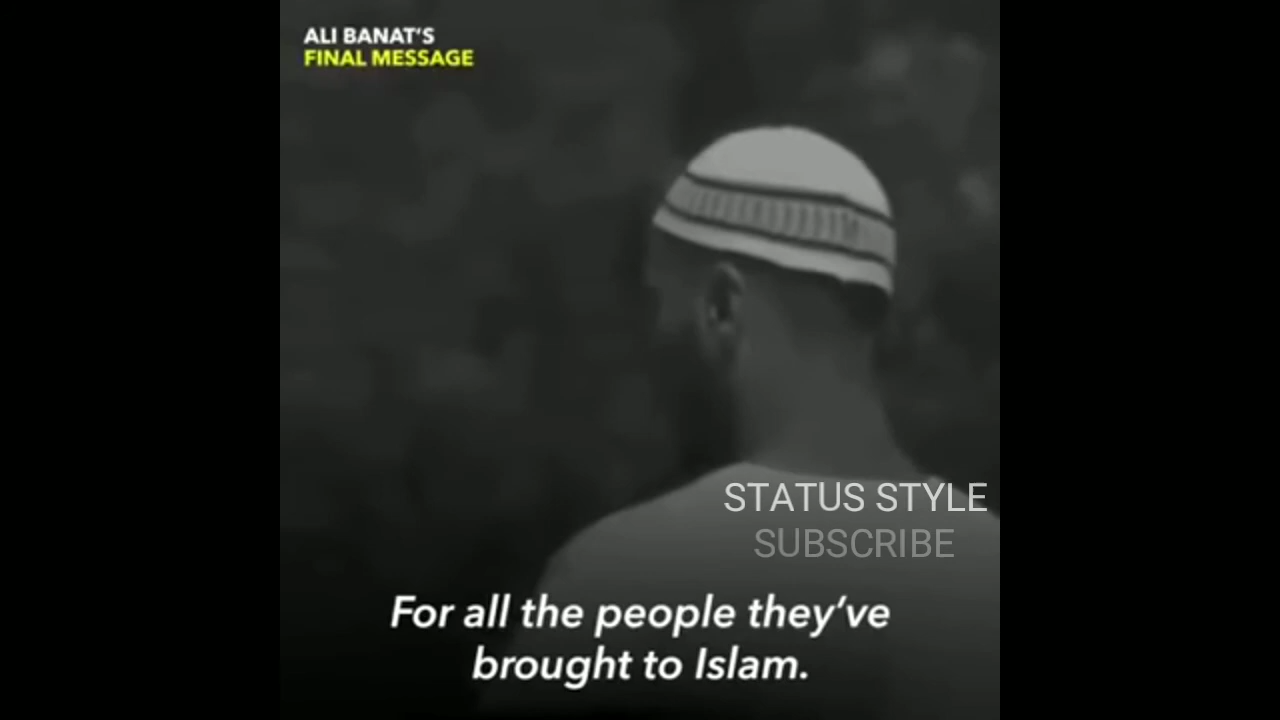 ALI BANAT'S
FINAL MESSAGE
STATUS STYLE
SUBSCRIBE
For all the people they've
brought to Islam.